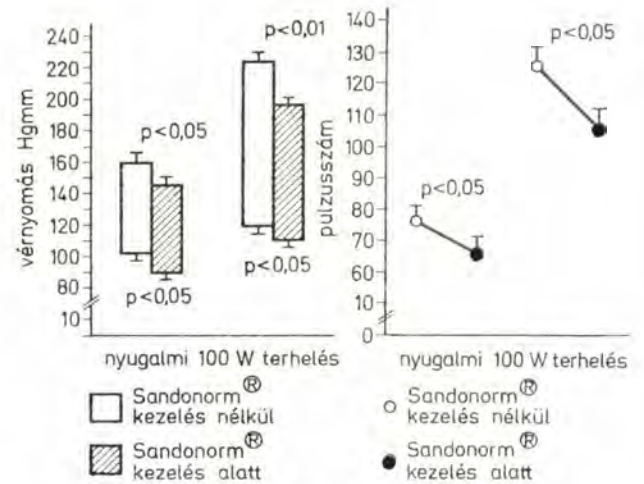 vérnyomás Hgmm
240
220
200
180
160
140
120
100
80
10
p<0,05
p<0,01
p<0,05
p<0,05
nyugalmi 100 W terhelés
Sandonorm®
kezelés nélkül
Sandonorm®
kezelés alatt
pulzusszám
140
130
120
110
100
90
80
70
60
10
0
p<0,05
p<0,05
nyugalmi 100 W terhelés
Sandonorm®
kezelés nélkül
Sandonorm®
kezelés alatt